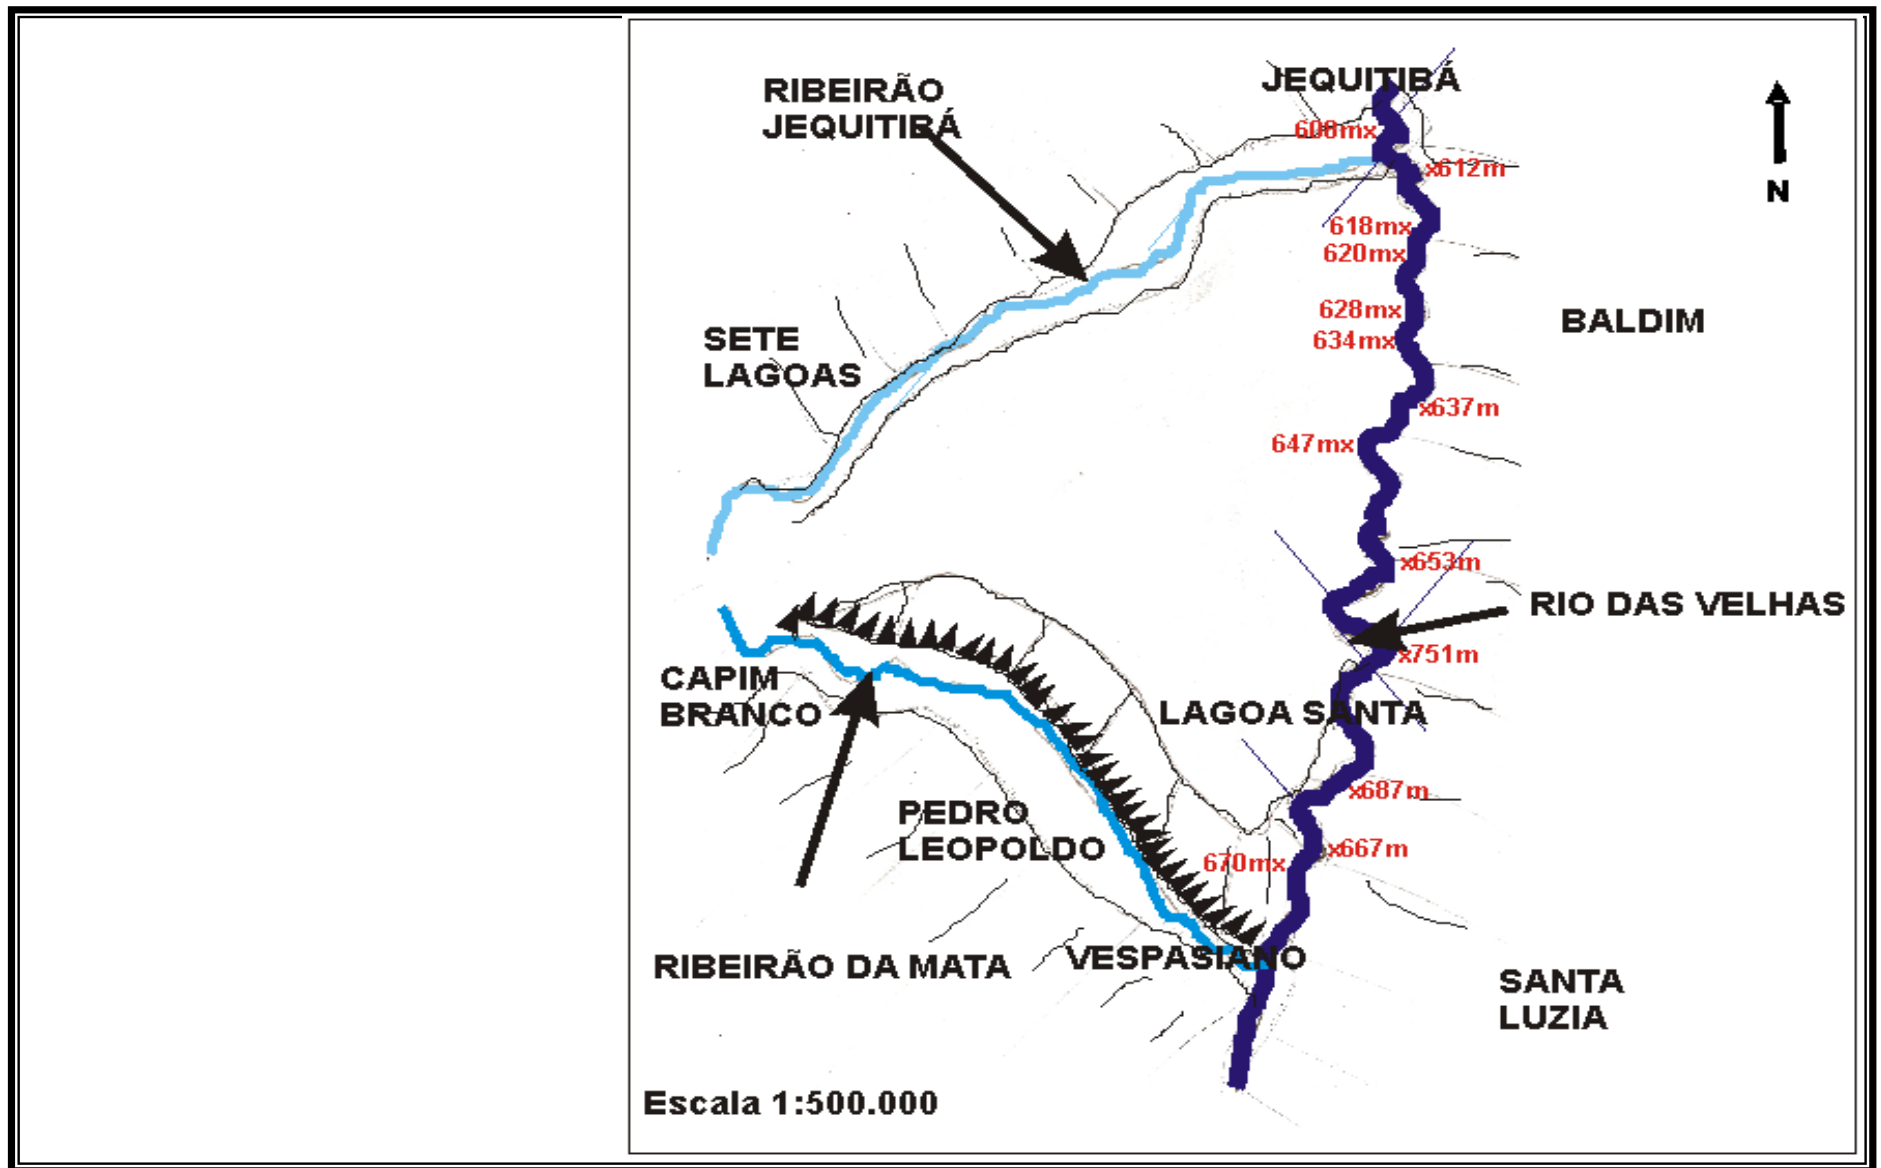 JEQUITIBÁ
RIBEIRÃO
JEQUITIBÁ
608mx
x612m
N
618mx
620mx
628mx
BALDIM
634mx
SETE
LAGOAS
x637m
647mx
x653m
RIO DAS VELHAS
x751m
CAPIM
BRANCO
LAGOA SANTA
x687m
PEDRO
LEOPOLDO
x667m
670mx
VESPASIANO
RIBEIRÃO DA MATA
SANTA
LUZIA
Escala 1:500.000